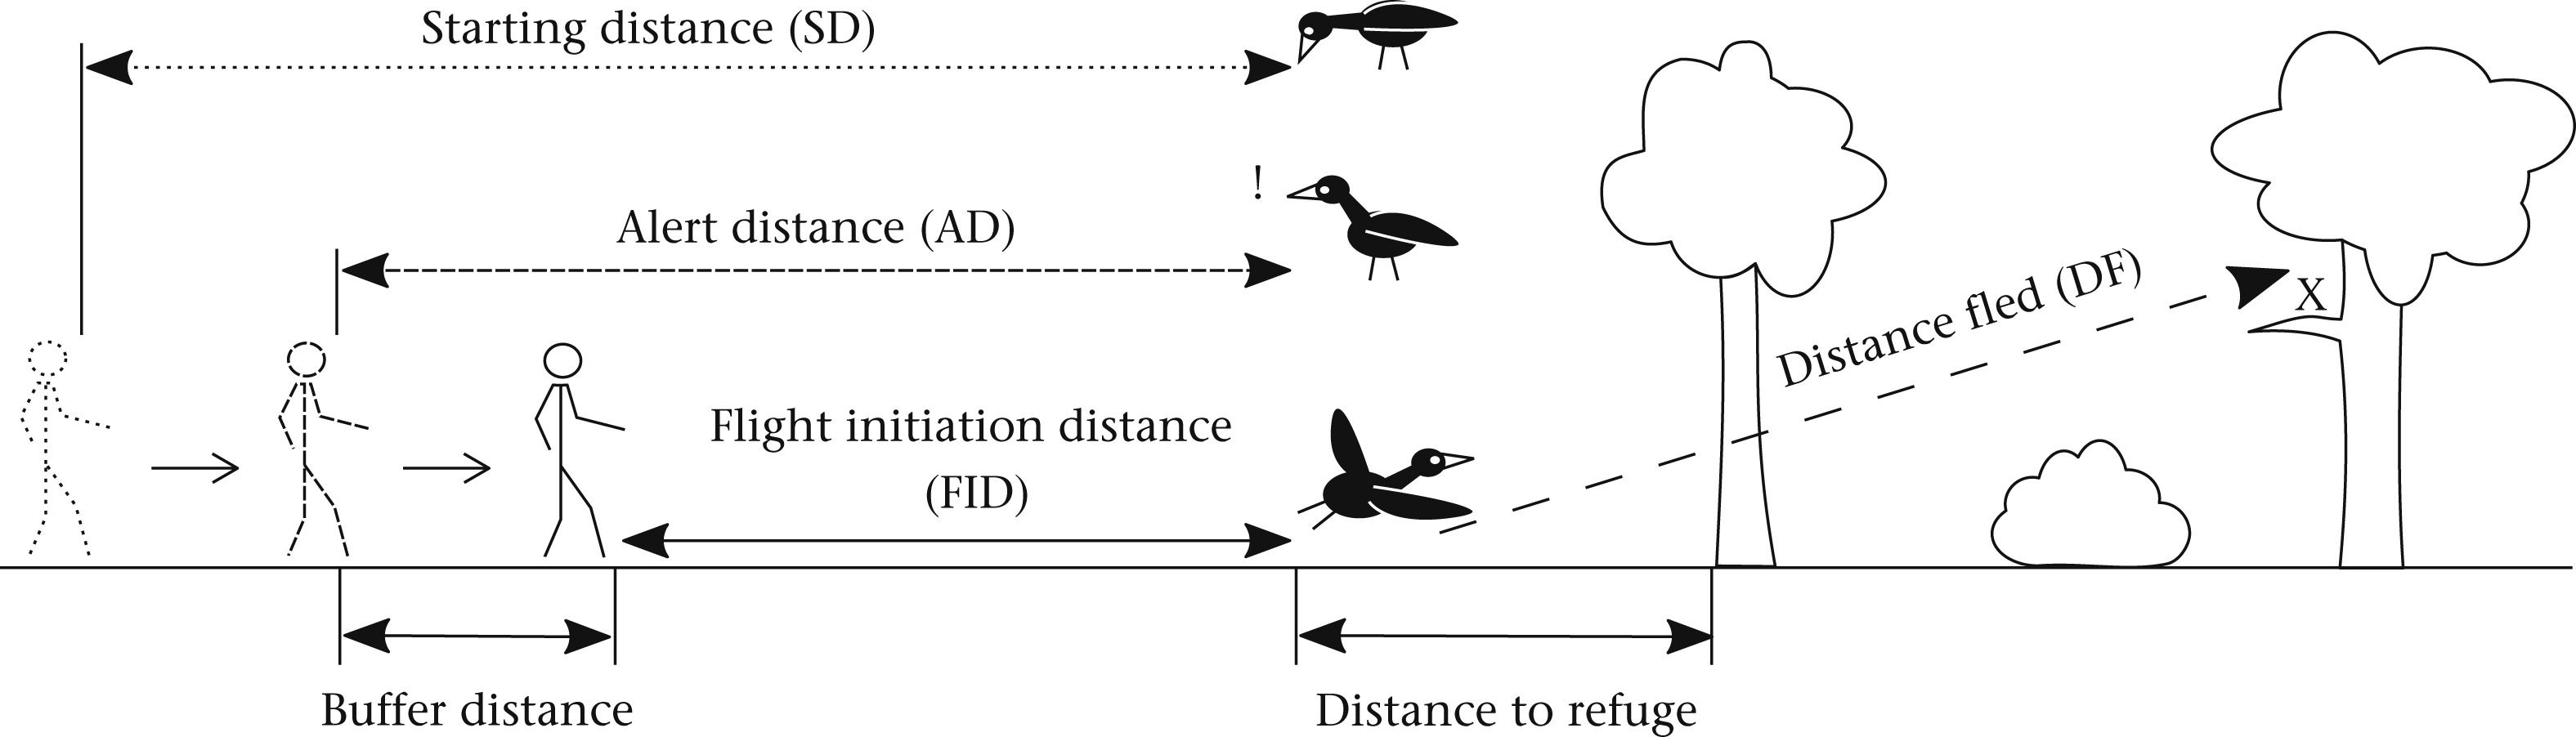 Starting distance (SD)
!
Alert distance (AD)
Distance fled (DF)
X
Flight initiation distance
(FID)
Buffer distance
Distance to refuge